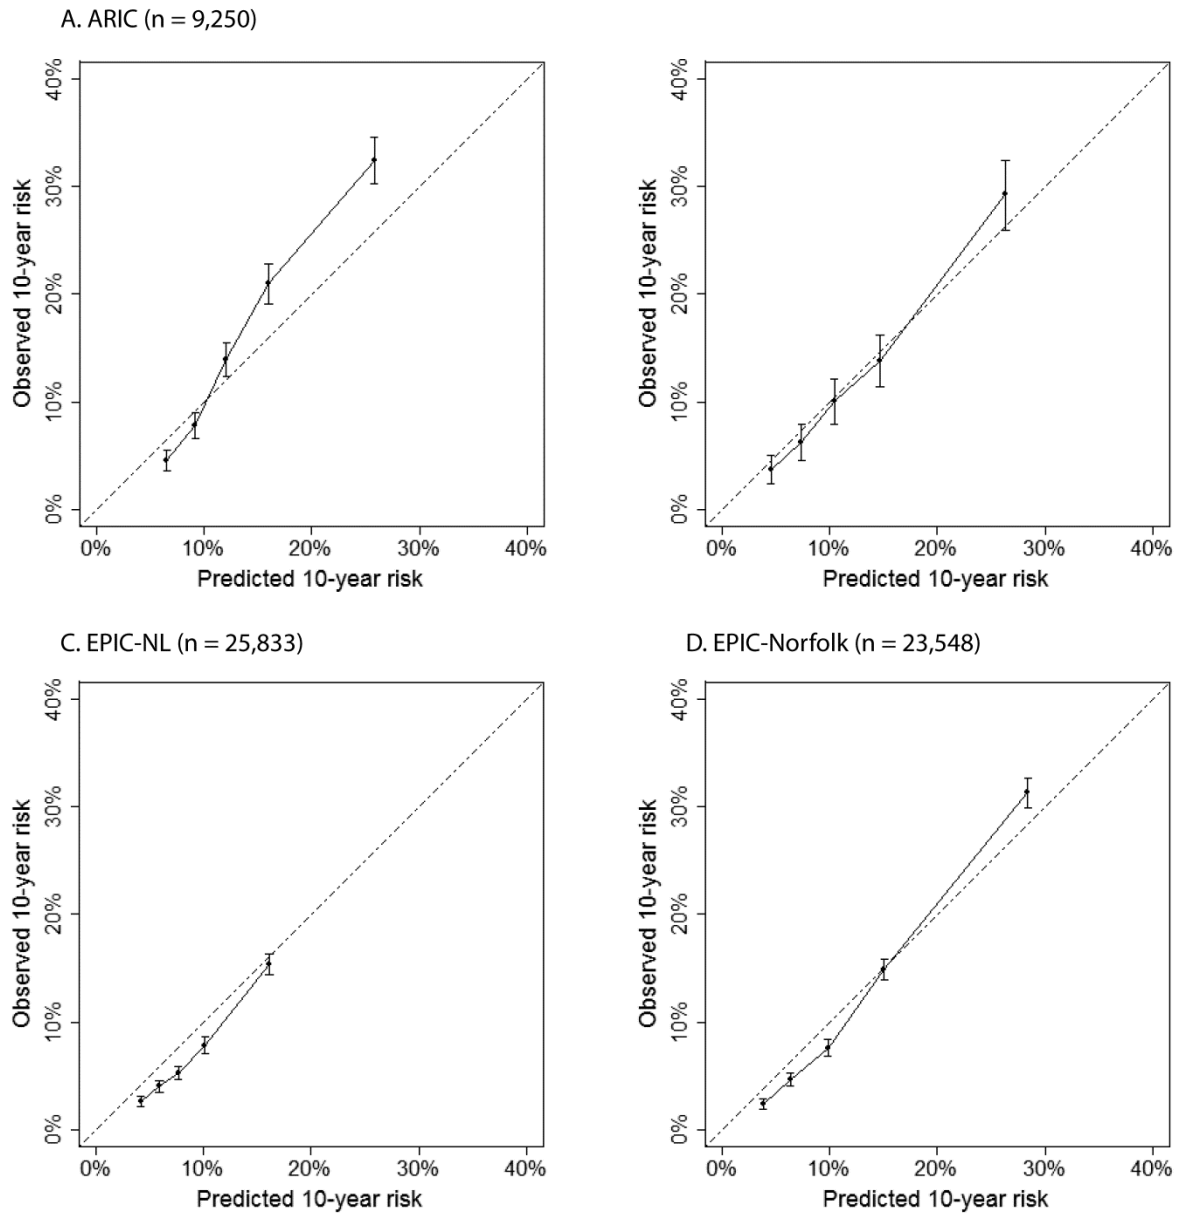 A. ARIC (n = 9,250)
40%
30%
20%
10%
0%
Observed 10-year risk
0% 10% 20% 30% 40%
Predicted 10-year risk
40%
30%
20%
10%
0%
Observed 10-year risk
0% 10% 20% 30% 40%
Predicted 10-year risk
C. EPIC-NL (n = 25,833)
40%
30%
20%
10%
0%
Observed 10-year risk
0% 10% 20% 30% 40%
Predicted 10-year risk
D. EPIC-Norfolk (n = 23,548)
40%
30%
20%
10%
0%
Observed 10-year risk
0% 10% 20% 30% 40%
Predicted 10-year risk